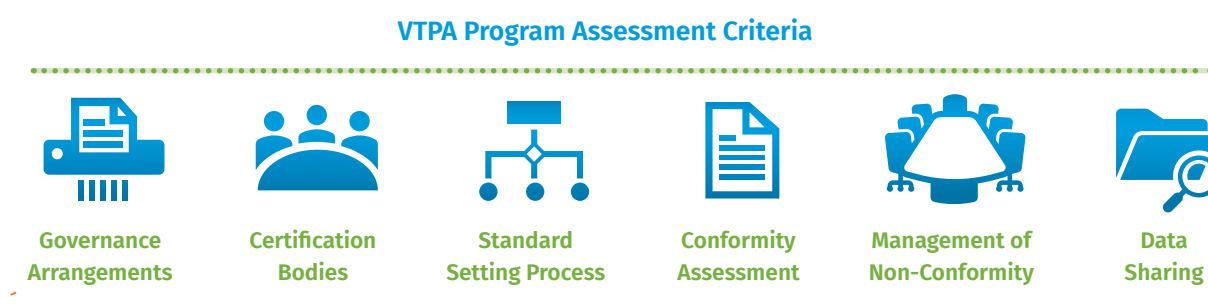 VTPA Program Assessment Criteria
Governance
Arrangements
Certification
Bodies
Standard
Setting Process
Conformity
Assessment
Management of
Non-Conformity
Data
Sharing